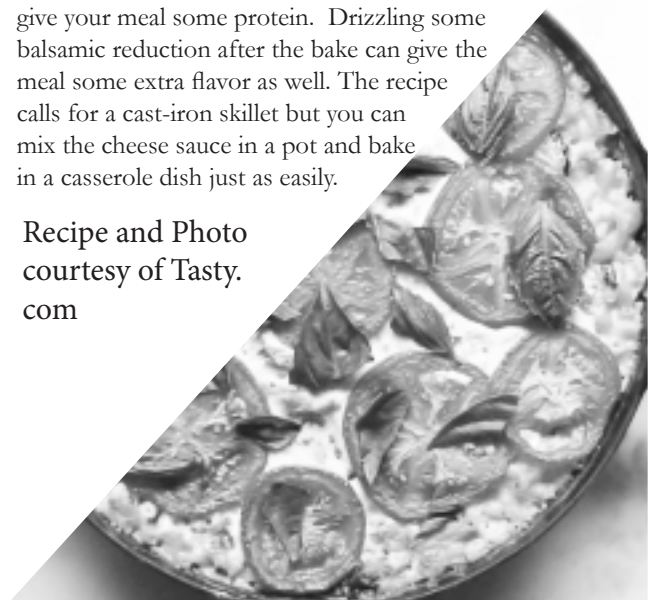 give your meal some protein.  Drizzling some
balsamic reduction after the bake can give the
meal some extra flavor as well. The recipe
calls for a cast-iron skillet but you can
mix the cheese sauce in a pot and bake
in a casserole dish just as easily.
Recipe and Photo
courtesy of Tasty.
com